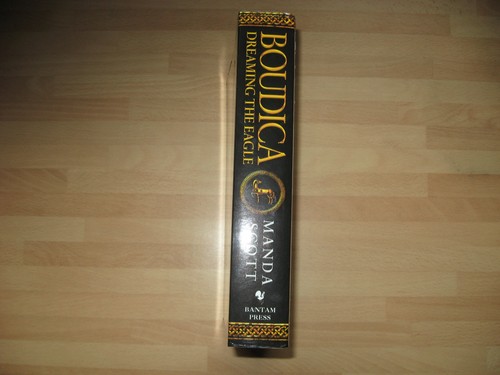 BOUDICA
DREAMING THE EAGLE
MANDA
SCOTT
BANTAM
PRESS